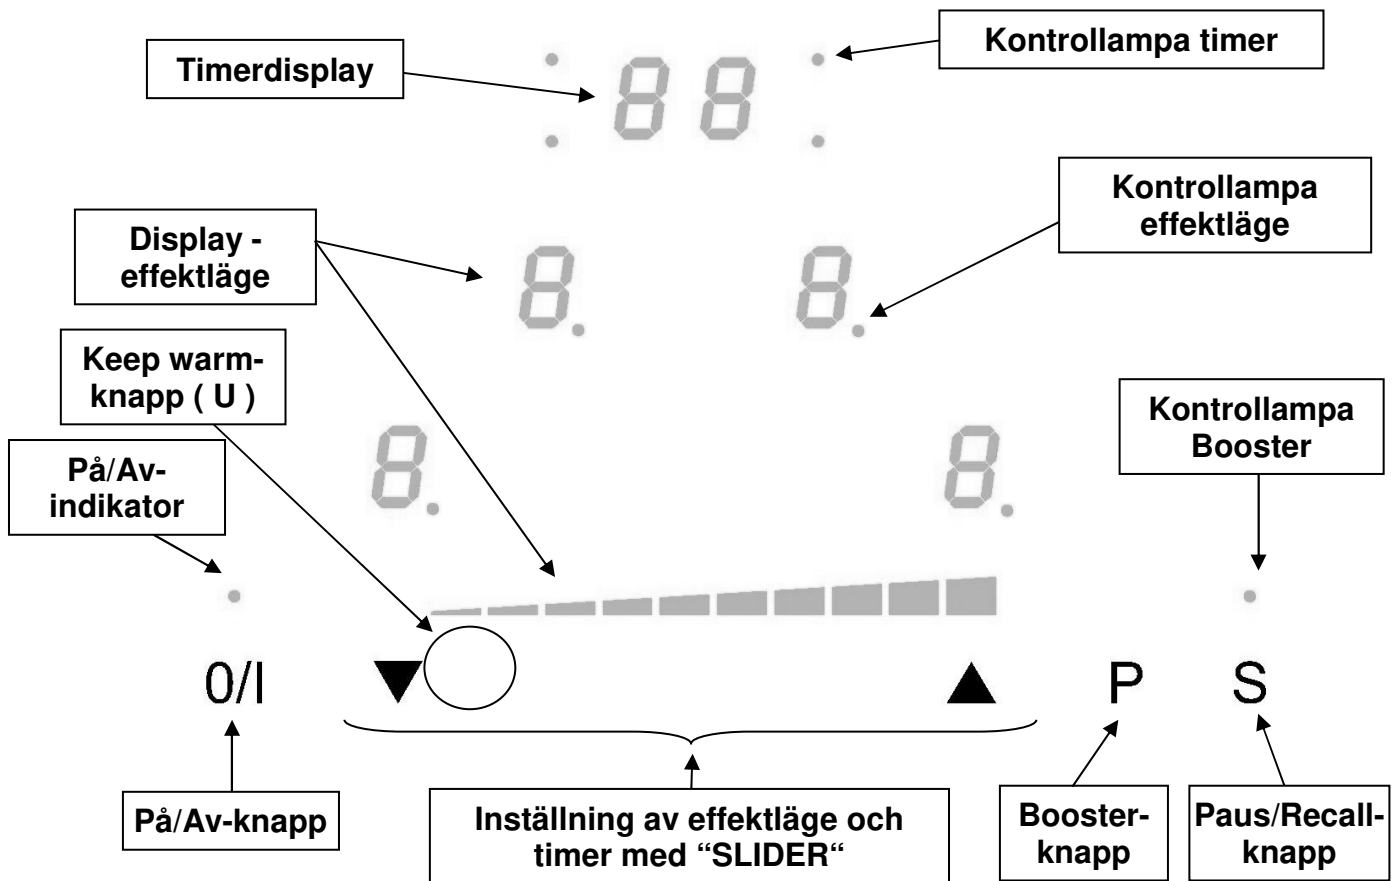 Timerdisplay
88
Kontrollampa timer
Display -
effektläge
8.
8.
Kontrollampa
effektläge
Keep warm-
knapp ( U )
På/Av-
indikator
8.
8.
Kontrollampa
Booster
0/I
▼
▲
P
S
På/Av-knapp
Inställning av effektläge och
timer med “SLIDER“
Booster-
knapp
Paus/Recall-
knapp